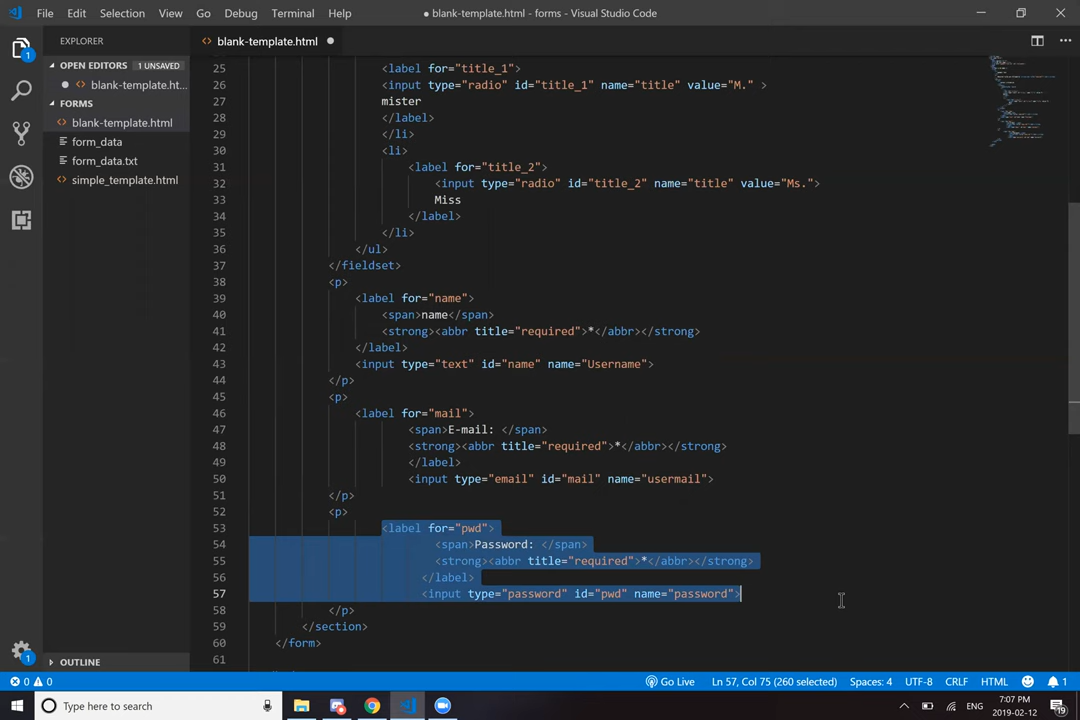 File Edit Selection View Go Debug Terminal Help
● blank-template.html - forms - Visual Studio Code
EXPLORER
OPEN EDITORS 1 UNSAVED
blank-template.ht...
FORMS
blank-template.html
form_data
form_data.txt
simple_template.html
OUTLINE
1
1
blank-template.html
25 <label for="title_1">
26 <input type="radio" id="title_1" name="title" value="M." >
27 mister
28 </label>
29 </li>
30 <li>
31 <label for="title_2">
32 <input type="radio" id="title_2" name="title" value="Ms.">
33 Miss
34 </label>
35 </li>
36 </ul>
37 </fieldset>
38 <p>
39 <label for="name">
40 <span>name</span>
41 <strong><abbr title="required">*</abbr></strong>
42 </label>
43 <input type="text" id="name" name="Username">
44 </p>
45 <p>
46 <label for="mail">
47 <span>E-mail: </span>
48 <strong><abbr title="required">*</abbr></strong>
49 </label>
50 <input type="email" id="mail" name="usermail">
51 </p>
52 <p>
53 <label for="pwd">
54 <span>Password: </span>
55 <strong><abbr title="required">*</abbr></strong>
56 </label>
57 <input type="password" id="pwd" name="password">
58 </p>
59 </section>
60 </form>
61
0 0 Go Live Ln 57, Col 75 (260 selected) Spaces: 4 UTF-8 CRLF HTML 1
Type here to search
ENG
7:07 PM
2019-02-12
19